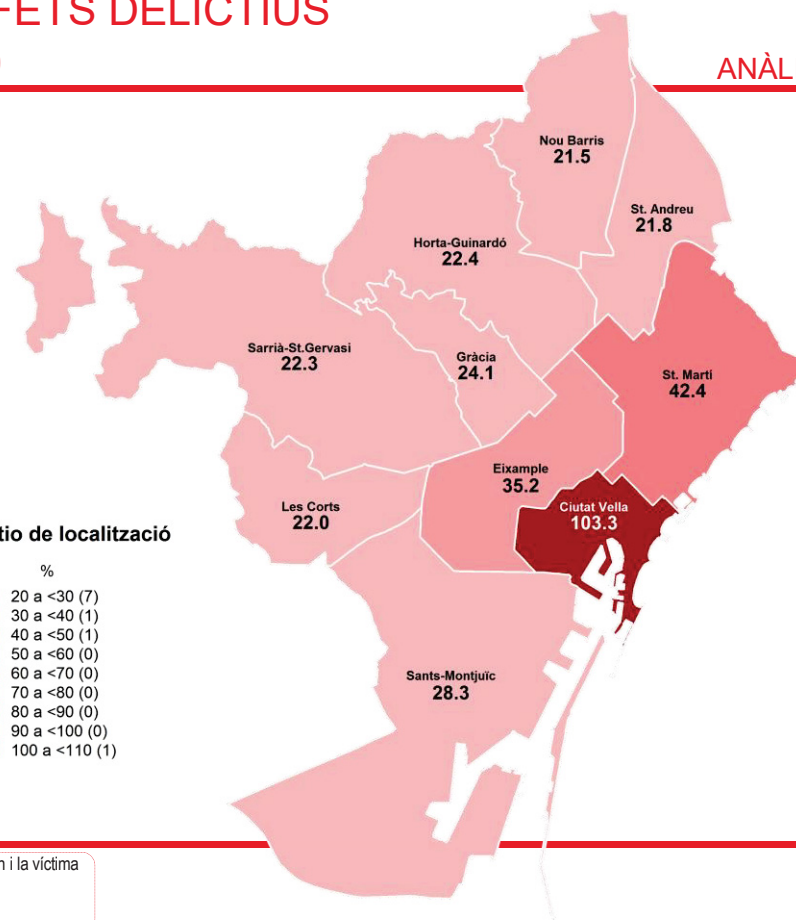 FETS DELICTIUS
ANÀL
Nou Barris
21.5
St. Andreu
21.8
Horta-Guinardó
22.4
Sarrià-St.Gervasi
22.3
Gràcia
24.1
St. Martí
42.4
Eixample
35.2
Ciutat Vella
103.3
Les Corts
22.0
Sants-Montjuïc
28.3
tio de localització
%
20 a <30 (7)
30 a <40 (1)
40 a <50 (1)
50 a <60 (0)
60 a <70 (0)
70 a <80 (0)
80 a <90 (0)
90 a <100 (0)
100 a <110 (1)
n i la víctima